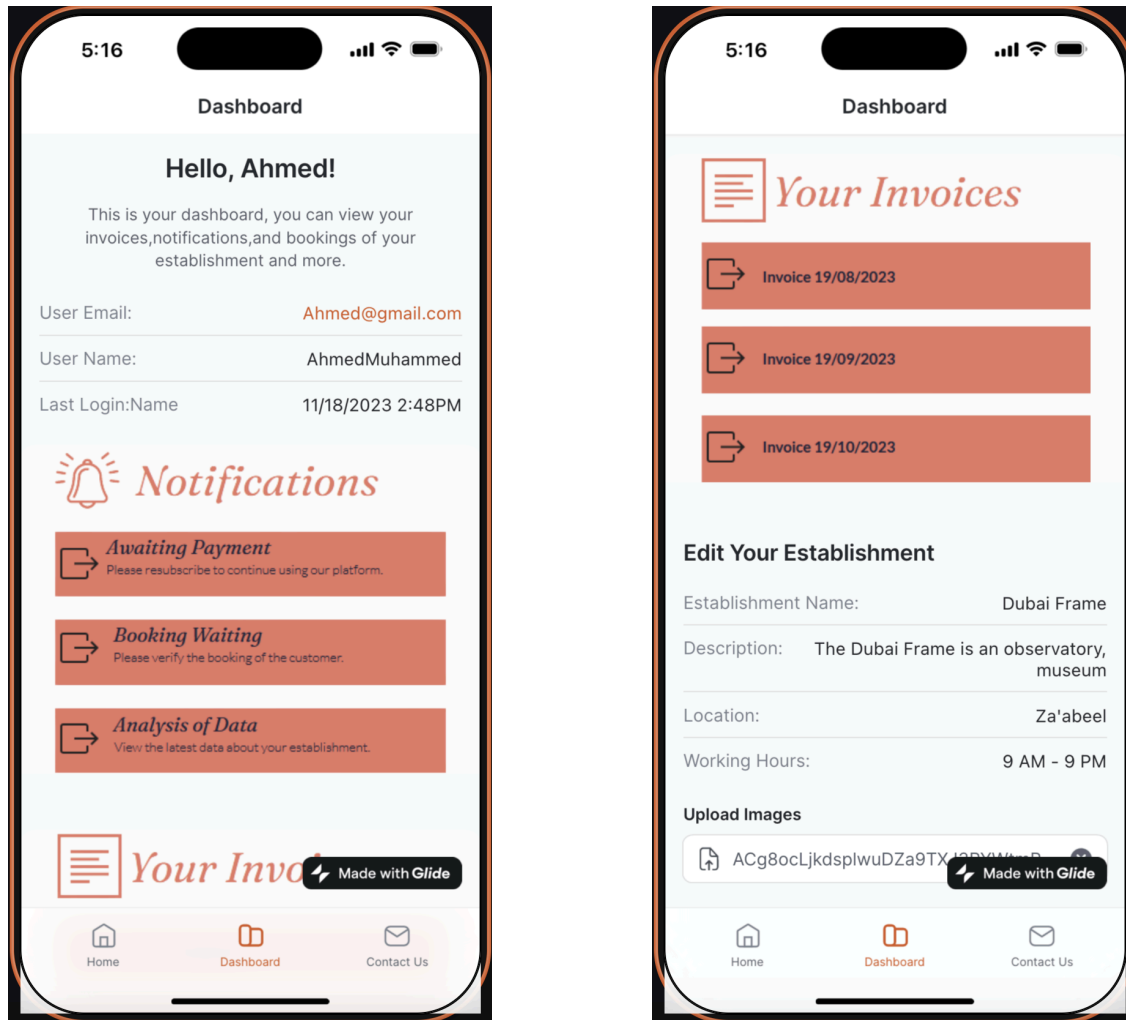 5:16
Dashboard
Hello, Ahmed!
This is your dashboard, you can view your
invoices,notifications,and bookings of your
establishment and more.
User Email: Ahmed@gmail.com
User Name: AhmedMuhammed
Last Login:Name 11/18/2023 2:48PM
Notifications
Awaiting Payment
Please resubscribe to continue using our platform.
Booking Waiting
Please verify the booking of the customer.
Analysis of Data
View the latest data about your establishment.
Your Invo
Made with Glide
Home Dashboard Contact Us
5:16
Dashboard
Your Invoices
Invoice 19/08/2023
Invoice 19/09/2023
Invoice 19/10/2023
Edit Your Establishment
Establishment Name: Dubai Frame
Description: The Dubai Frame is an observatory,
museum
Location: Za'abeel
Working Hours: 9 AM - 9 PM
Upload Images
Made with Glide
Home Dashboard Contact Us